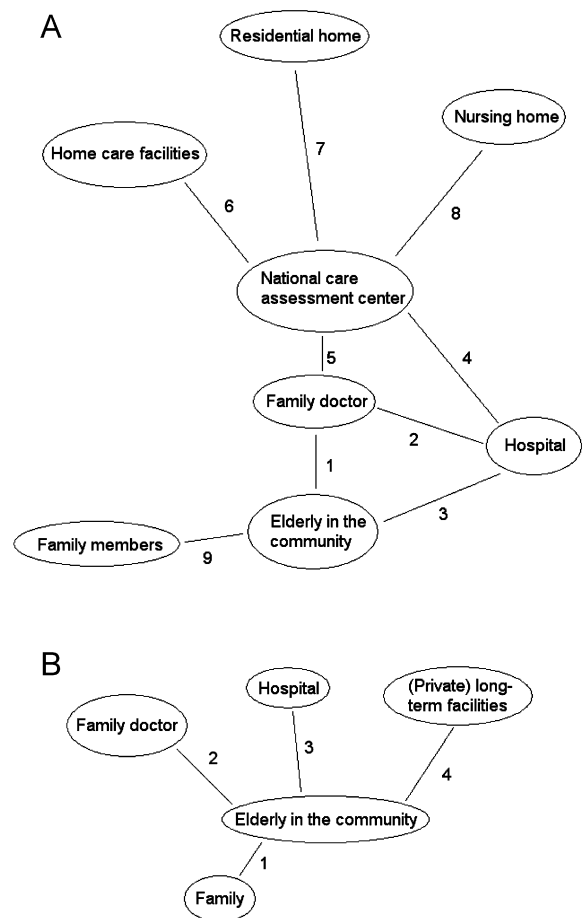 A
Residential home
Nursing home
Home care facilities
7
6
8
National care
assessment center
5
4
Family doctor
2
Hospital
1
3
Elderly in the
community
Family members
9
B
Hospital
(Private) long-
term facilities
Family doctor
2
3
4
Elderly in the community
1
Family